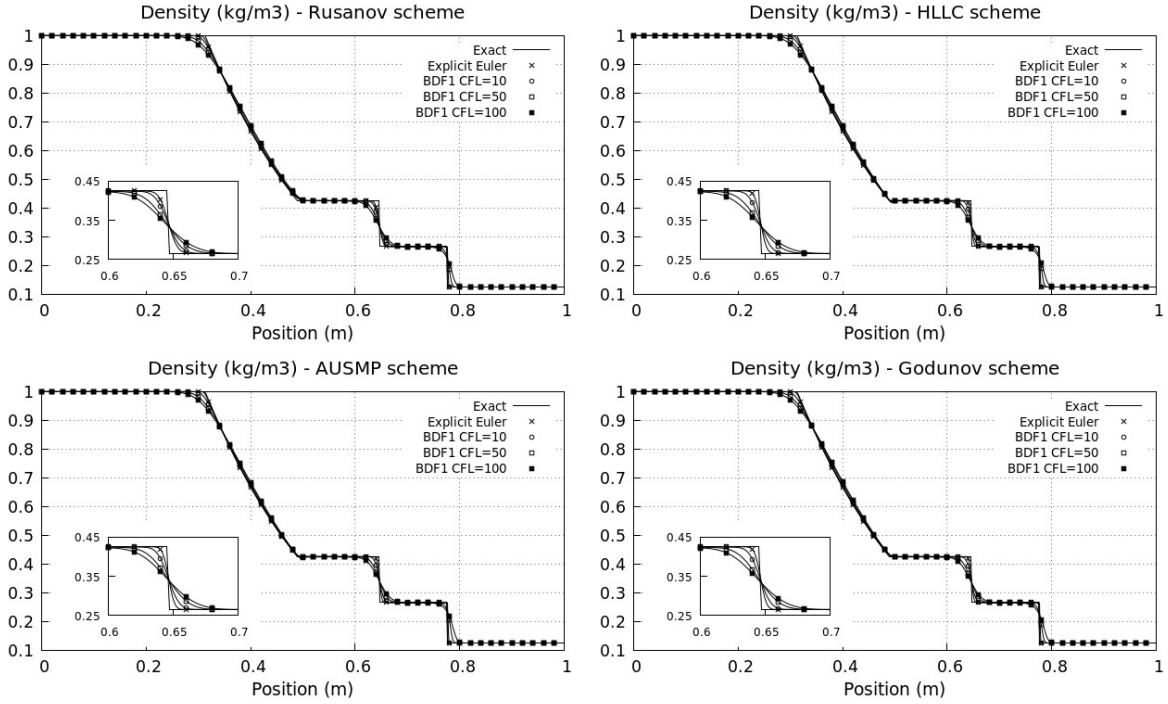 Density (kg/m3) - Rusanov scheme
1
0.9
0.8
0.7
0.6
0.5
0.4
0.3
0.2
0.1
0 0.2 0.4 0.6 0.8 1
Position (m)
Exact
Explicit Euler
BDF1 CFL=10
BDF1 CFL=50
BDF1 CFL=100
0.45
0.35
0.25
0.6 0.65 0.7
Density (kg/m3) - HLLC scheme
1
0.9
0.8
0.7
0.6
0.5
0.4
0.3
0.2
0.1
0 0.2 0.4 0.6 0.8 1
Position (m)
Exact
Explicit Euler
BDF1 CFL=10
BDF1 CFL=50
BDF1 CFL=100
0.45
0.35
0.25
0.6 0.65 0.7
Density (kg/m3) - AUSMP scheme
1
0.9
0.8
0.7
0.6
0.5
0.4
0.3
0.2
0.1
0 0.2 0.4 0.6 0.8 1
Position (m)
Exact
Explicit Euler
BDF1 CFL=10
BDF1 CFL=50
BDF1 CFL=100
0.45
0.35
0.25
0.6 0.65 0.7
Density (kg/m3) - Godunov scheme
1
0.9
0.8
0.7
0.6
0.5
0.4
0.3
0.2
0.1
0 0.2 0.4 0.6 0.8 1
Position (m)
Exact
Explicit Euler
BDF1 CFL=10
BDF1 CFL=50
BDF1 CFL=100
0.45
0.35
0.25
0.6 0.65 0.7